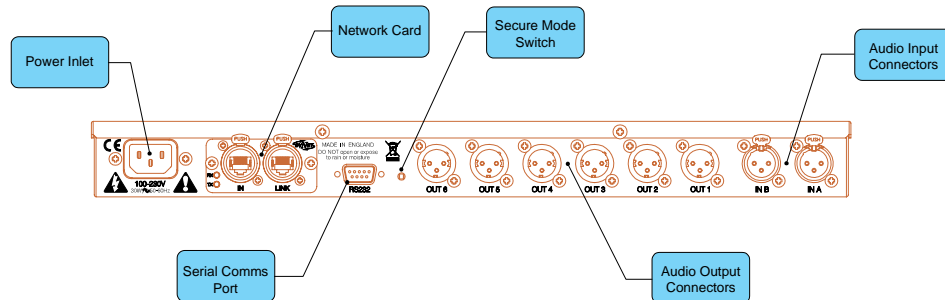 Network Card
Secure Mode
Switch
Power Inlet
Audio Input
Connectors
PUSH
PUSH
PUSH
PUSH
CE
MADE IN ENGLAND
DO NOT open or expose
to rain or moisture
RX
TX
100-230V
IN
LINK
RS232
OUT 6
OUT 5
OUT 4
OUT 3
OUT 2
OUT 1
IN B
IN A
Serial Comms
Port
Audio Output
Connectors